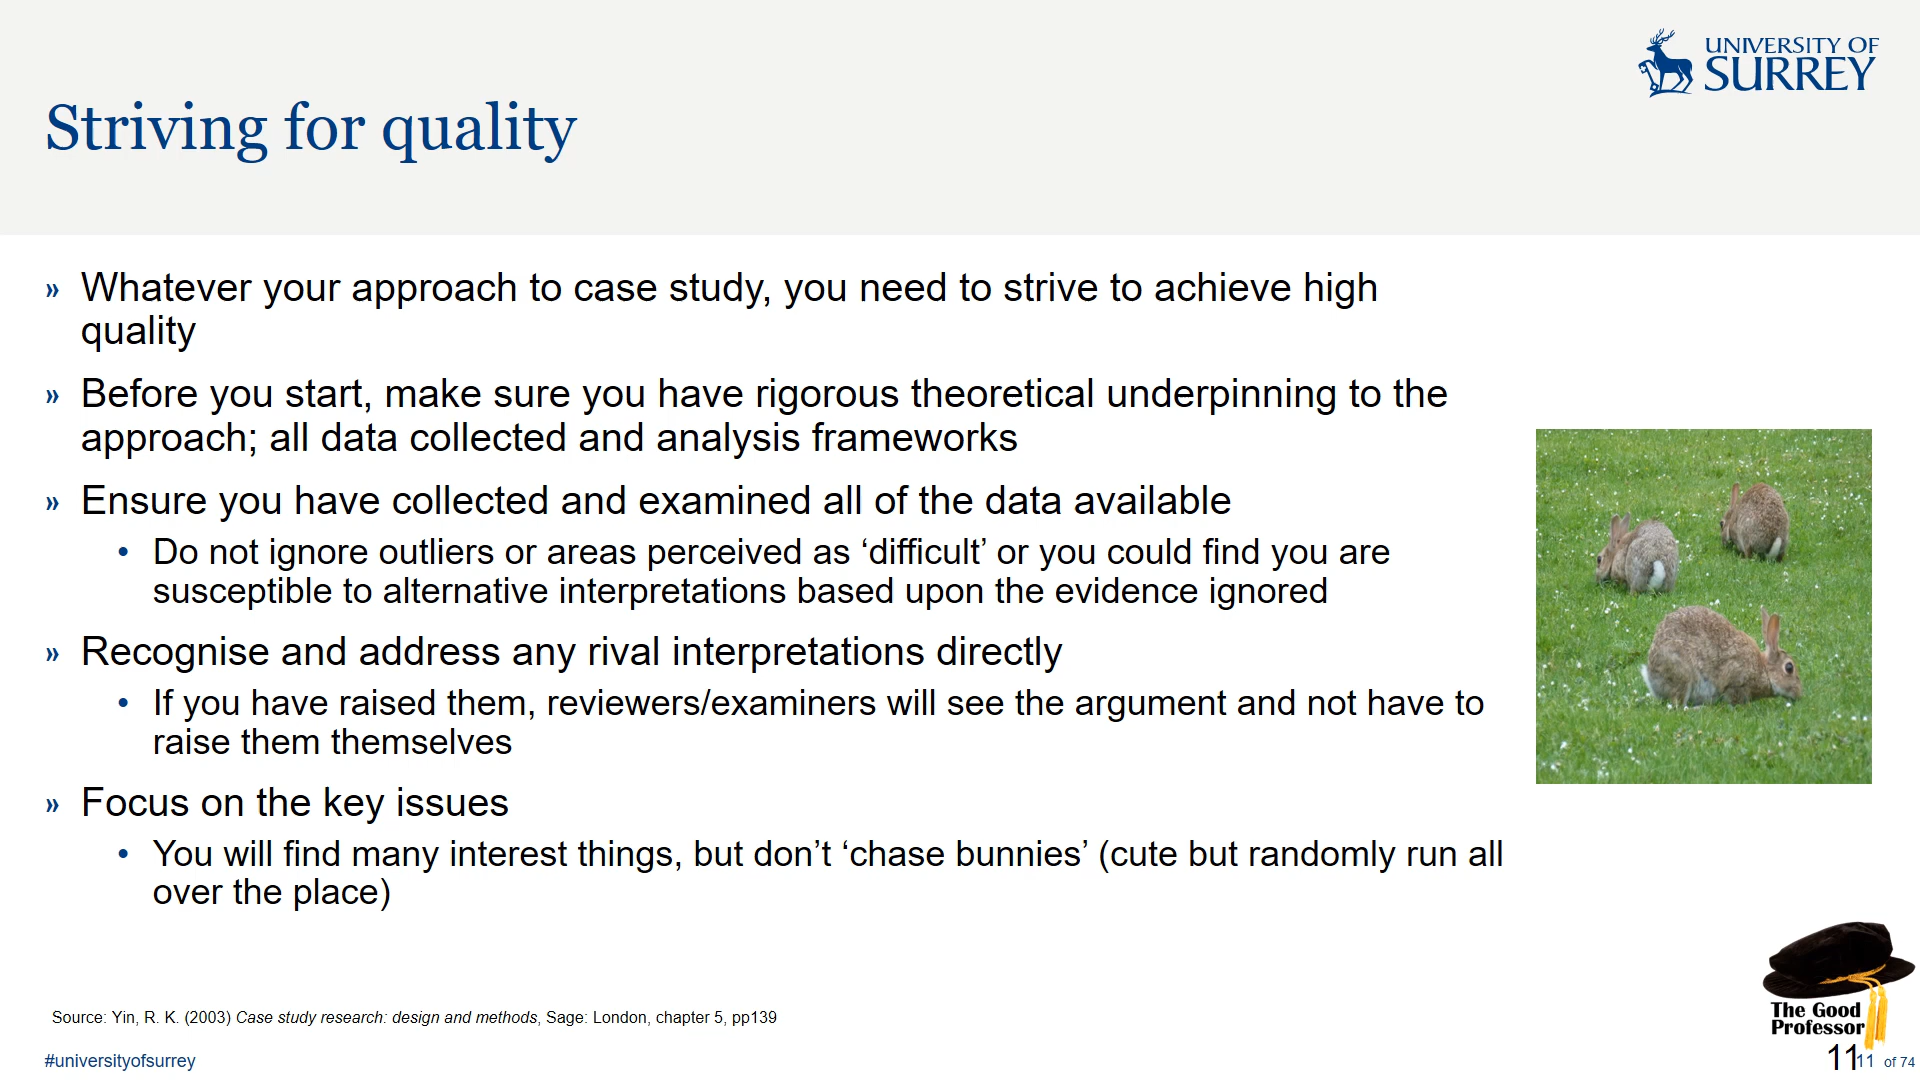 UNIVERSITY OF
SURREY
Striving for quality
» Whatever your approach to case study, you need to strive to achieve high
quality
» Before you start, make sure you have rigorous theoretical underpinning to the
approach; all data collected and analysis frameworks
» Ensure you have collected and examined all of the data available
• Do not ignore outliers or areas perceived as ‘difficult’ or you could find you are
susceptible to alternative interpretations based upon the evidence ignored
» Recognise and address any rival interpretations directly
• If you have raised them, reviewers/examiners will see the argument and not have to
raise them themselves
» Focus on the key issues
• You will find many interest things, but don’t ‘chase bunnies’ (cute but randomly run all
over the place)
Source: Yin, R. K. (2003) Case study research: design and methods, Sage: London, chapter 5, pp139
The Good
Professor
#universityofsurrey
11 11 of 74